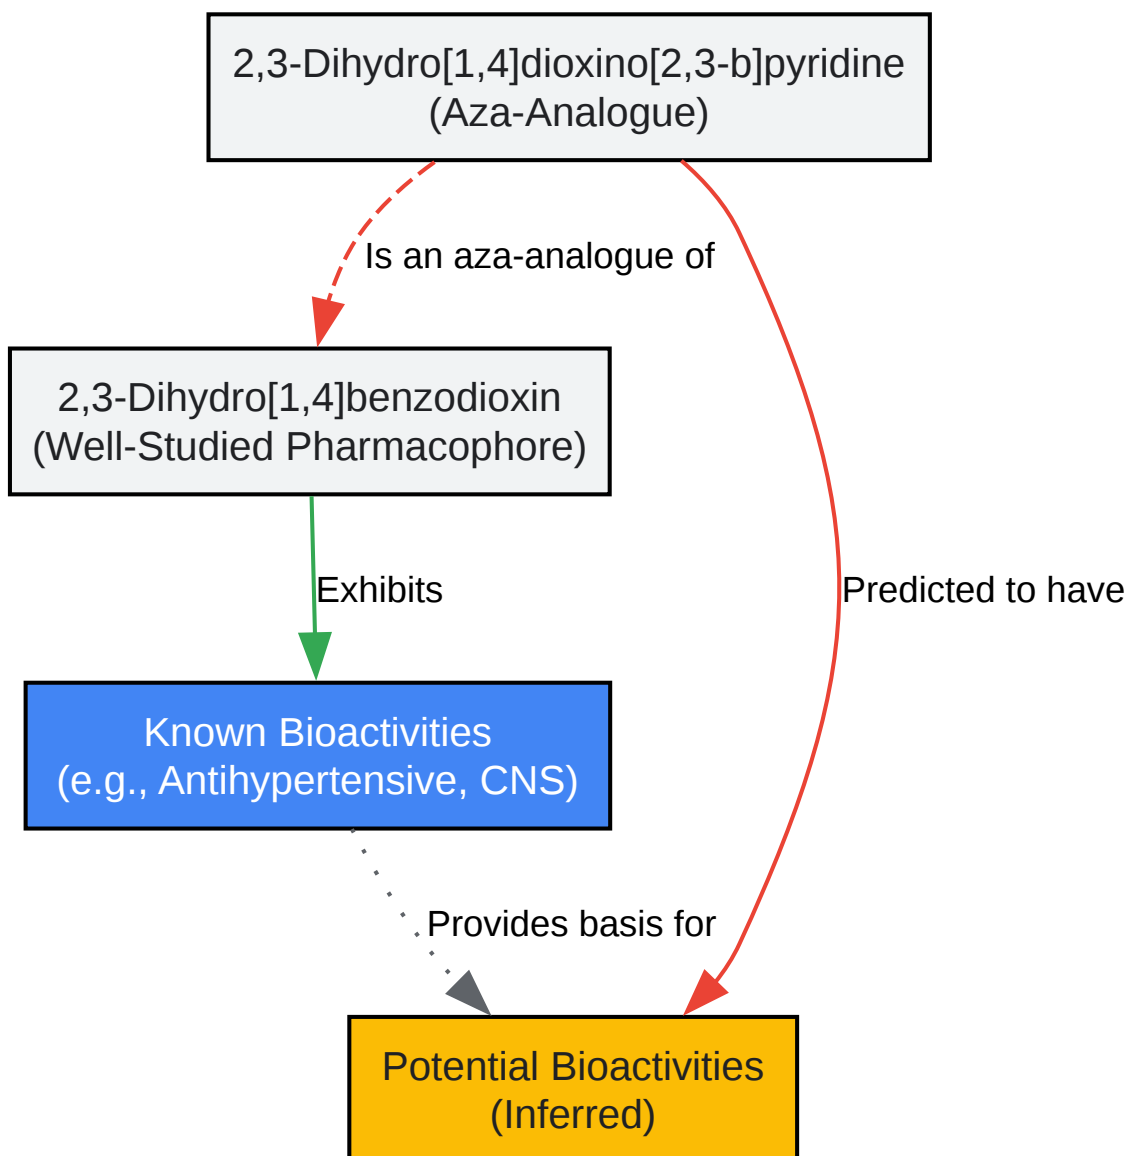 2,3-Dihydro[1,4]dioxino[2,3-b]pyridine
(Aza-Analogue)
Is an aza-analogue of
2,3-Dihydro[1,4]benzodioxin
(Well-Studied Pharmacophore)
Exhibits
Predicted to have
Known Bioactivities
(e.g., Antihypertensive, CNS)
Provides basis for
Potential Bioactivities
(Inferred)